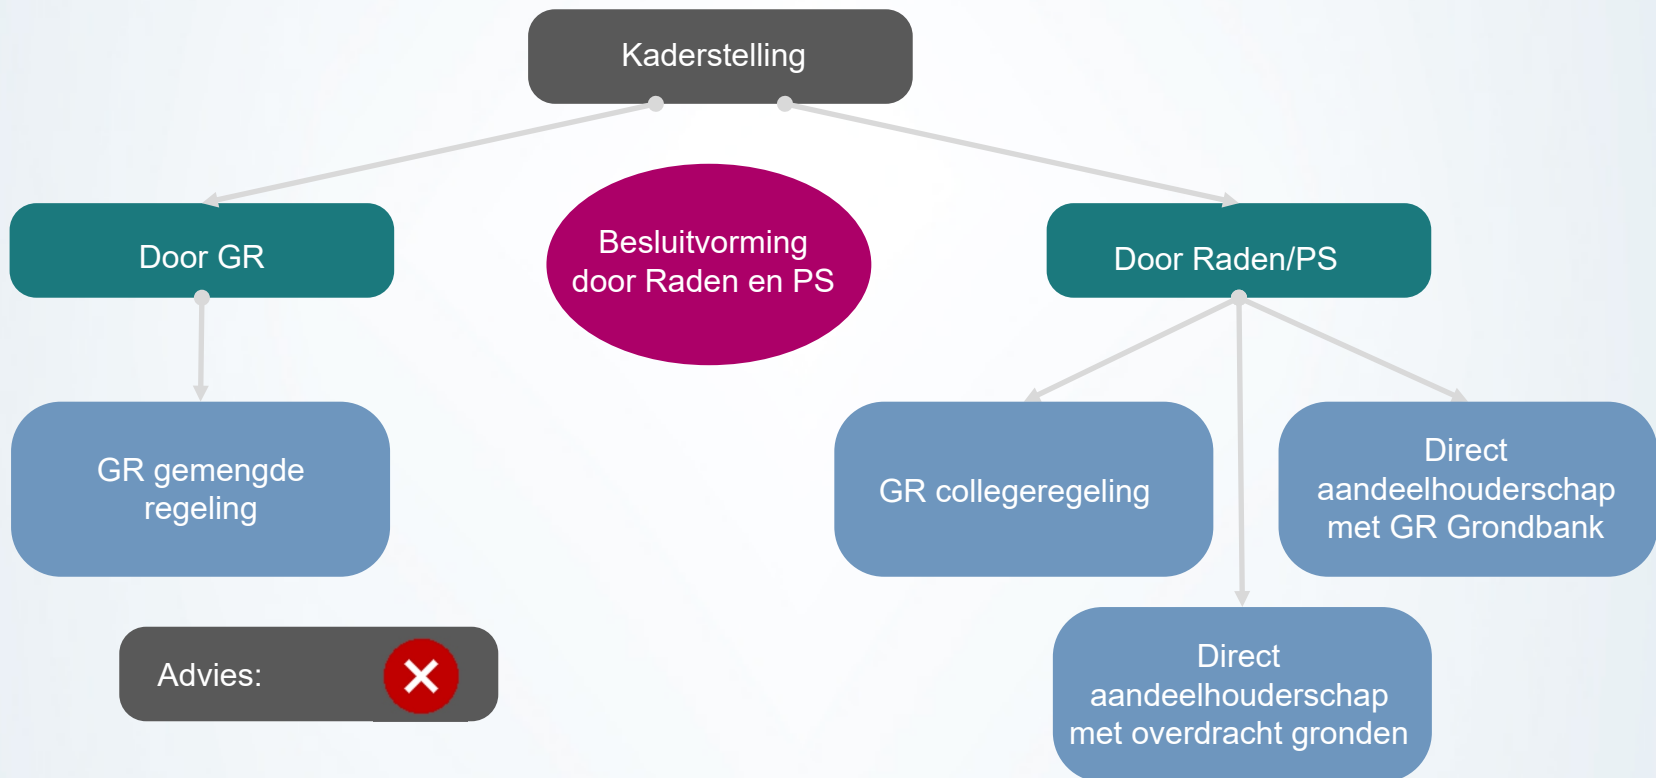 Kaderstelling
Door GR
Besluitvorming
door Raden en PS
Door Raden/PS
GR gemengde
regeling
GR collegeregeling
Direct
aandeelhouderschap
met GR Grondbank
Advies:
Direct
aandeelhouderschap
met overdracht gronden